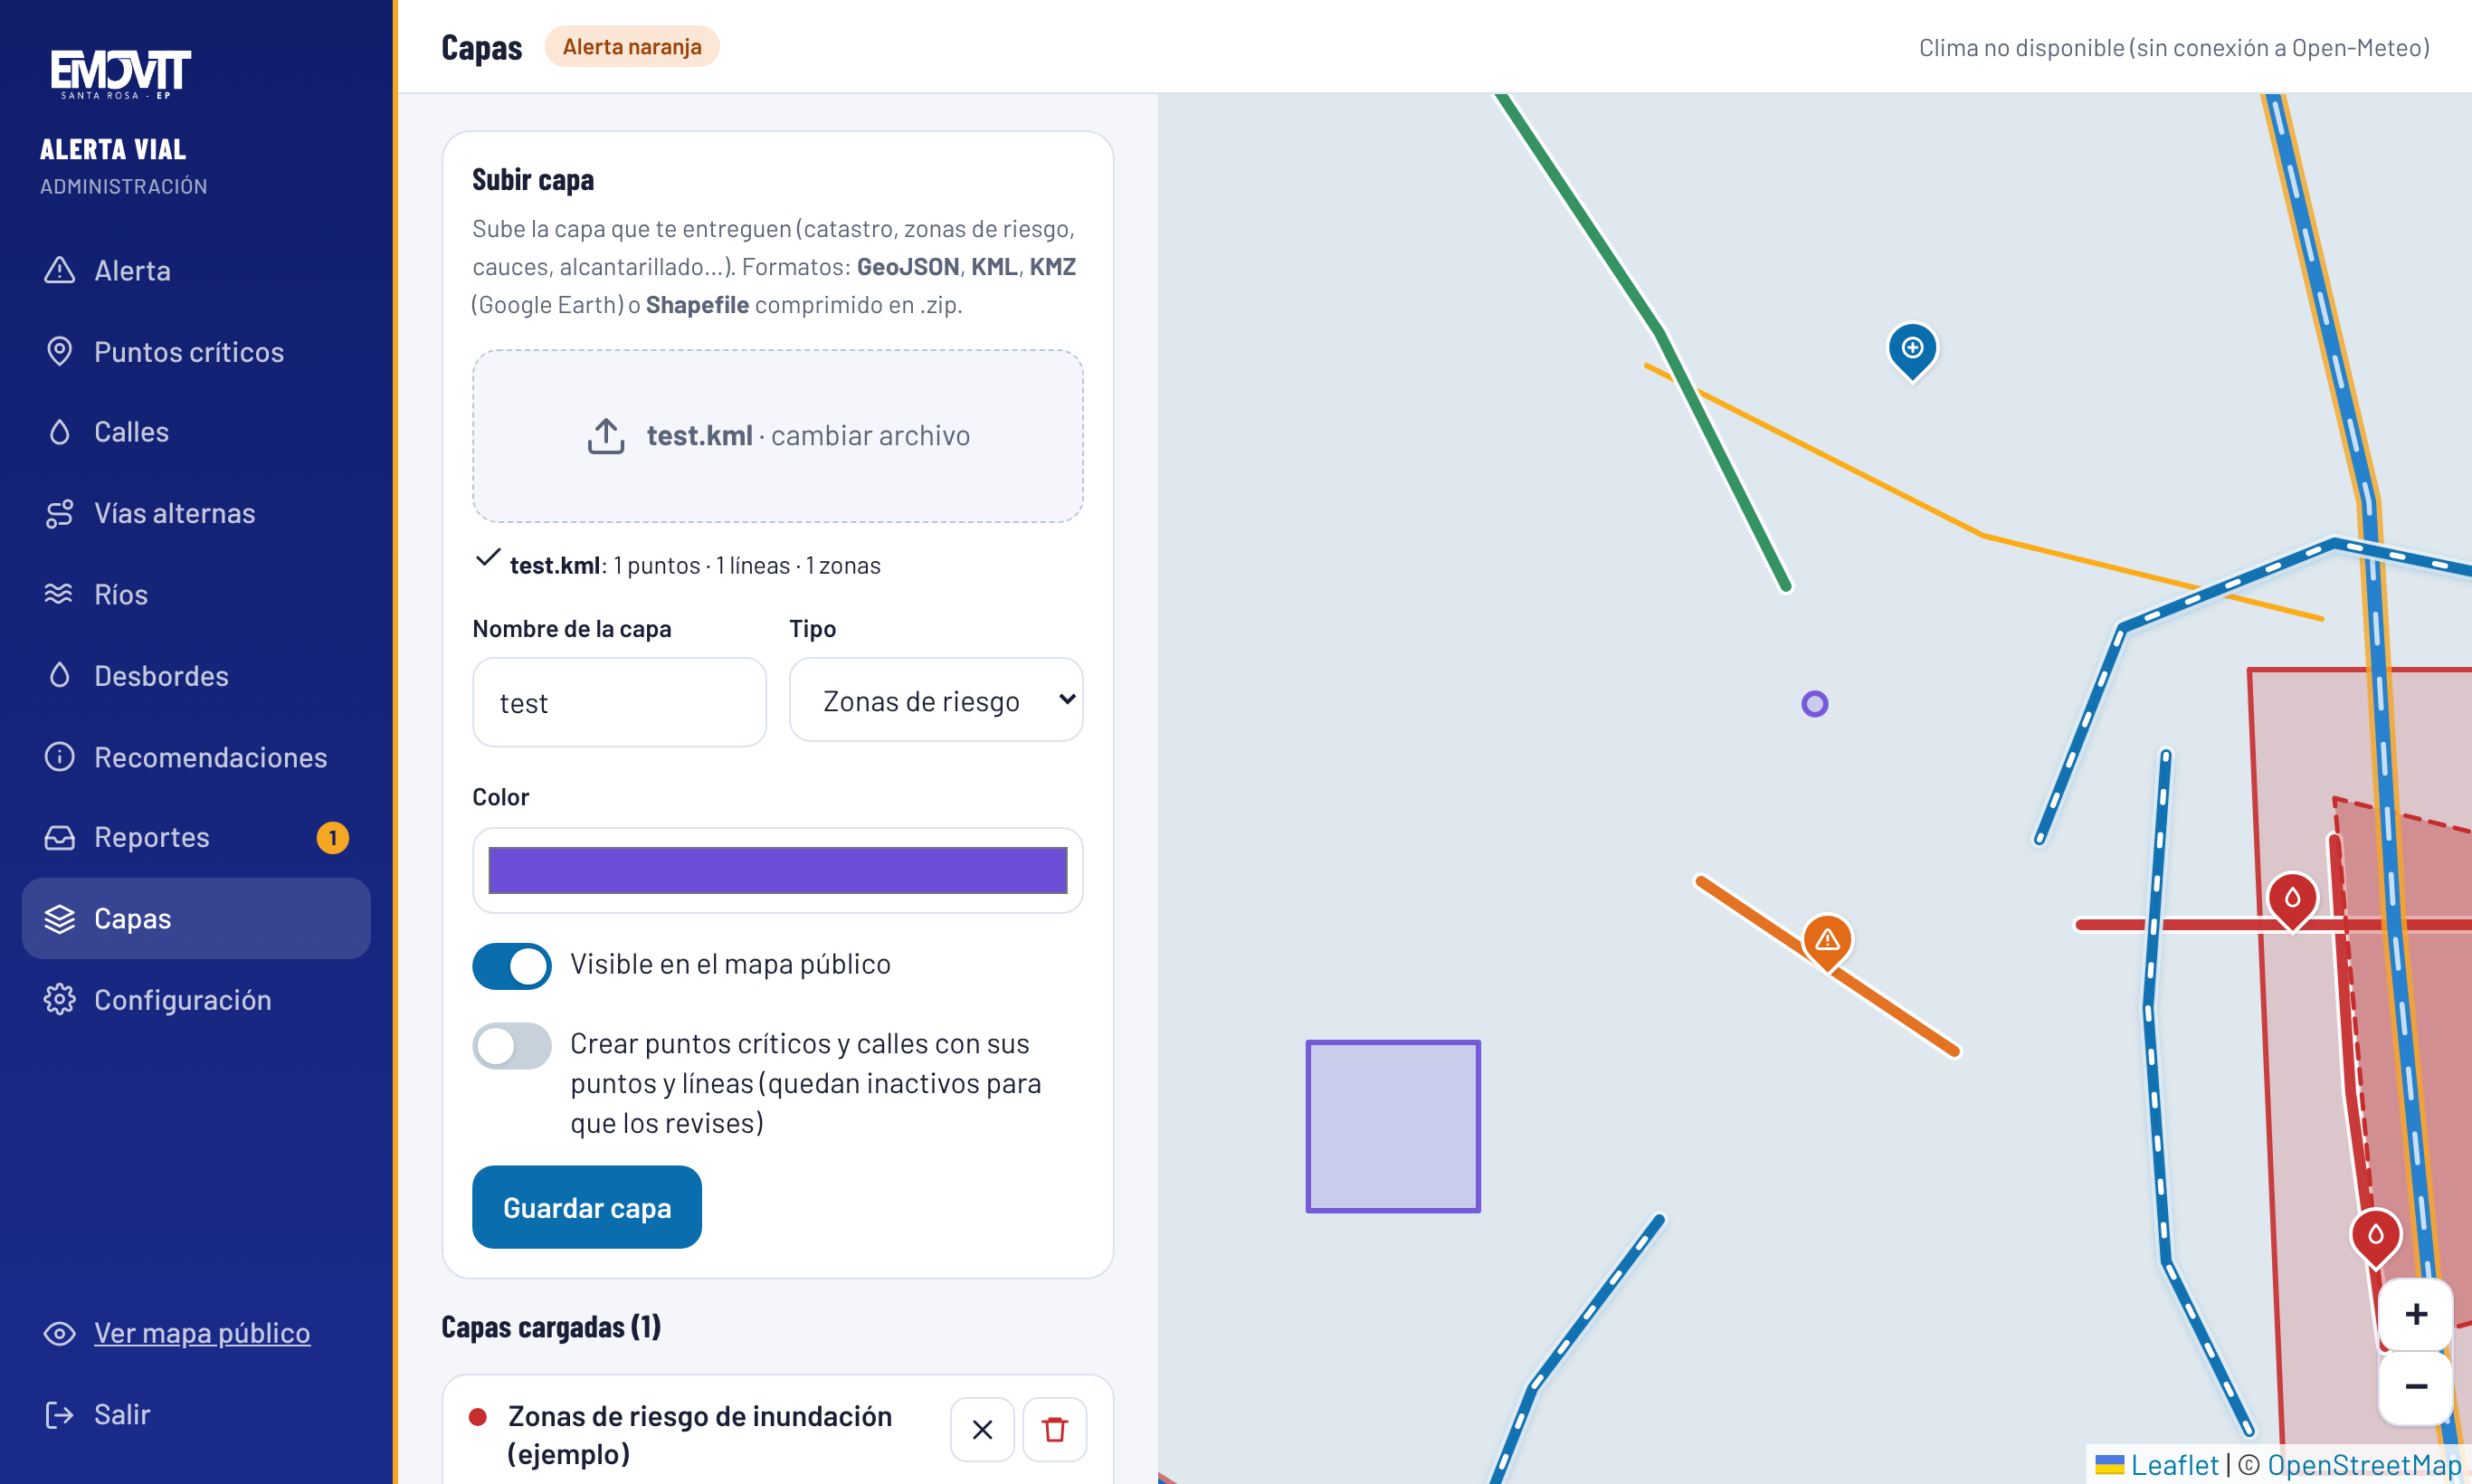 EMOVTT
SANTA ROSA - EP
ALERTA VIAL
ADMINISTRACIÓN
Alerta
Puntos críticos
Calles
Vías alternas
Ríos
Desbordes
Recomendaciones
Reportes 1
Capas
Configuración
Ver mapa público
Salir
Capas Alerta naranja
Clima no disponible (sin conexión a Open-Meteo)
Subir capa
Sube la capa que te entreguen (catastro, zonas de riesgo,
cauces, alcantarillado...). Formatos: GeoJSON, KML, KMZ
(Google Earth) o Shapefile comprimido en .zip.
test.kml · cambiar archivo
test.kml: 1 puntos · 1 líneas · 1 zonas
Nombre de la capa Tipo
test Zonas de riesgo
Color
Visible en el mapa público
Crear puntos críticos y calles con sus
puntos y líneas (quedan inactivos para
que los revises)
Guardar capa
Capas cargadas (1)
Zonas de riesgo de inundación
(ejemplo)
+
−
Leaflet | © OpenStreetMap